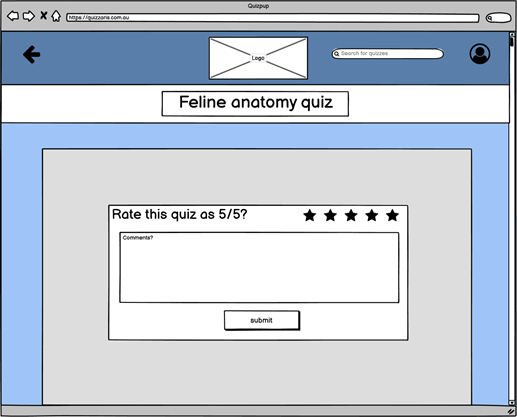 Quizpup
https://quizzaria.com.au
Logo
Search for quizzes
Feline anatomy quiz
Rate this quiz as 5/5?
Comments?
submit